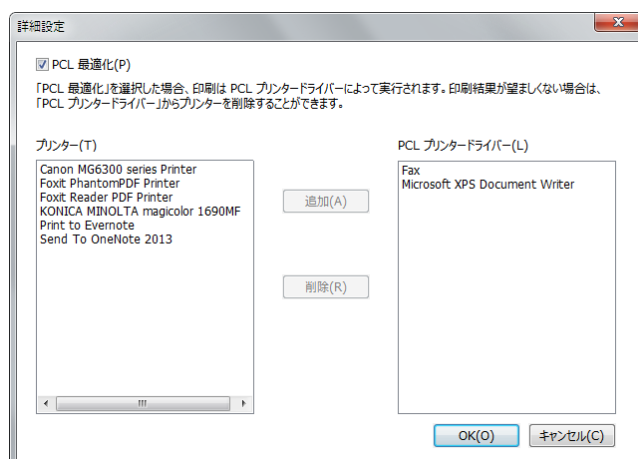 詳細設定
PCL 最適化(P)
「PCL 最適化」を選択した場合、印刷は PCL プリンタードライバーによって実行されます。印刷結果が望ましくない場合は、
「PCL プリンタードライバー」からプリンターを削除することができます。
プリンター(T)
Canon MG6300 series Printer
Foxit PhantomPDF Printer
Foxit Reader PDF Printer
KONICA MINOLTA magicolor 1690MF
Print to Evernote
Send To OneNote 2013
追加(A)
削除(R)
PCL プリンタードライバー(L)
Fax
Microsoft XPS Document Writer
OK(O)
キャンセル(C)